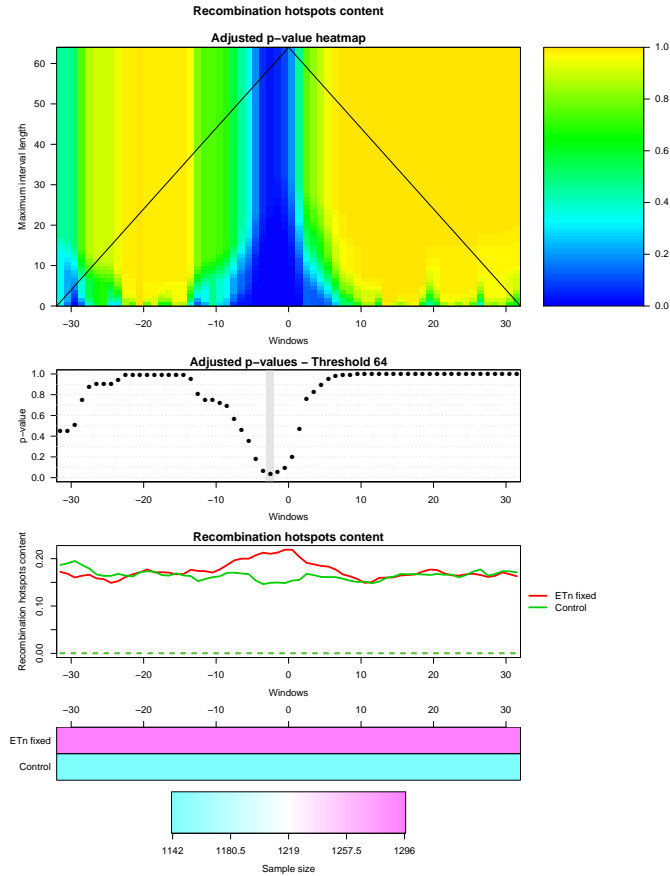 Recombination hotspots content
Adjusted p-value heatmap
Maximum interval length
60
50
40
30
20
10
0
−30 −20 −10 0 10 20 30
Windows
1.0
0.8
0.6
0.4
0.2
0.0
Adjusted p-values − Threshold 64
p-value
1.0
0.8
0.6
0.4
0.2
0.0
−30 −20 −10 0 10 20 30
Windows
Recombination hotspots content
Recombination hotspots content
0.20
0.10
0.00
−30 −20 −10 0 10 20 30
Windows
ETn fixed
Control
−30 −20 −10 0 10 20 30
ETn fixed
Control
1142 1180.5 1219 1257.5 1296
Sample size